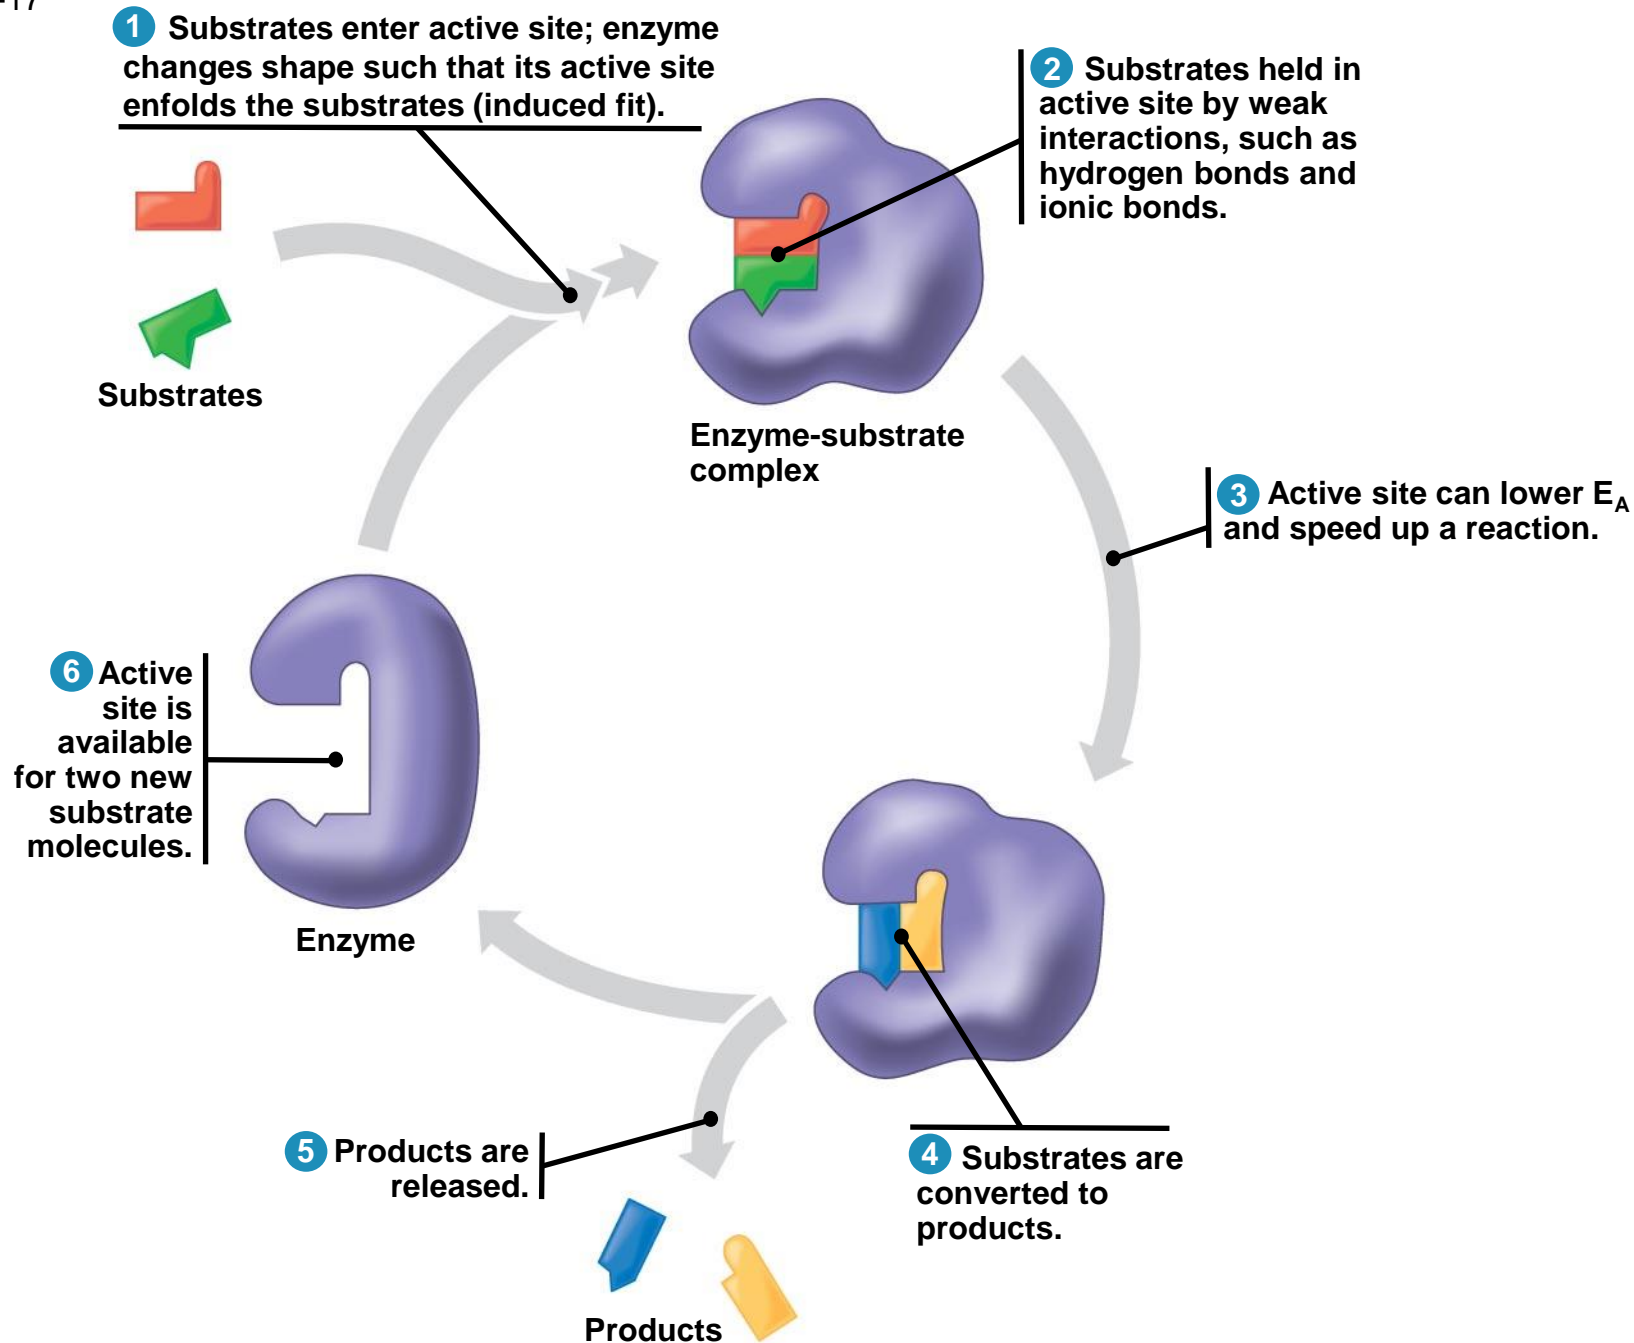 -17
1 Substrates enter active site; enzyme
changes shape such that its active site
enfolds the substrates (induced fit).
2 Substrates held in
active site by weak
interactions, such as
hydrogen bonds and
ionic bonds.
Substrates
Enzyme-substrate
complex
3 Active site can lower EA
and speed up a reaction.
6 Active
site is
available
for two new
substrate
molecules.
Enzyme
5 Products are
released.
4 Substrates are
converted to
products.
Products